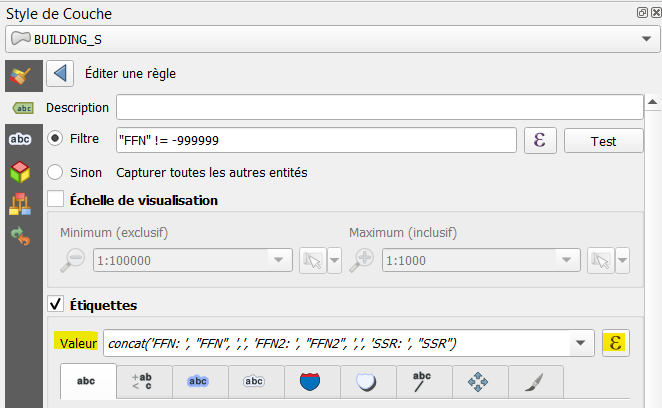 Style de Couche
BUILDING_S
Éditer une règle
abc
Description
abc
Filtre "FFN" != -999999 ε Test
Sinon Capturer toutes les autres entités
Échelle de visualisation
Minimum (exclusif) Maximum (inclusif)
1:100000 1:1000
Étiquettes
Valeur concat('FFN: ', "FFN", ',', 'FFN2: ', "FFN2", ',', 'SSR: ', "SSR") ε
abc +ab < c abc abc abc